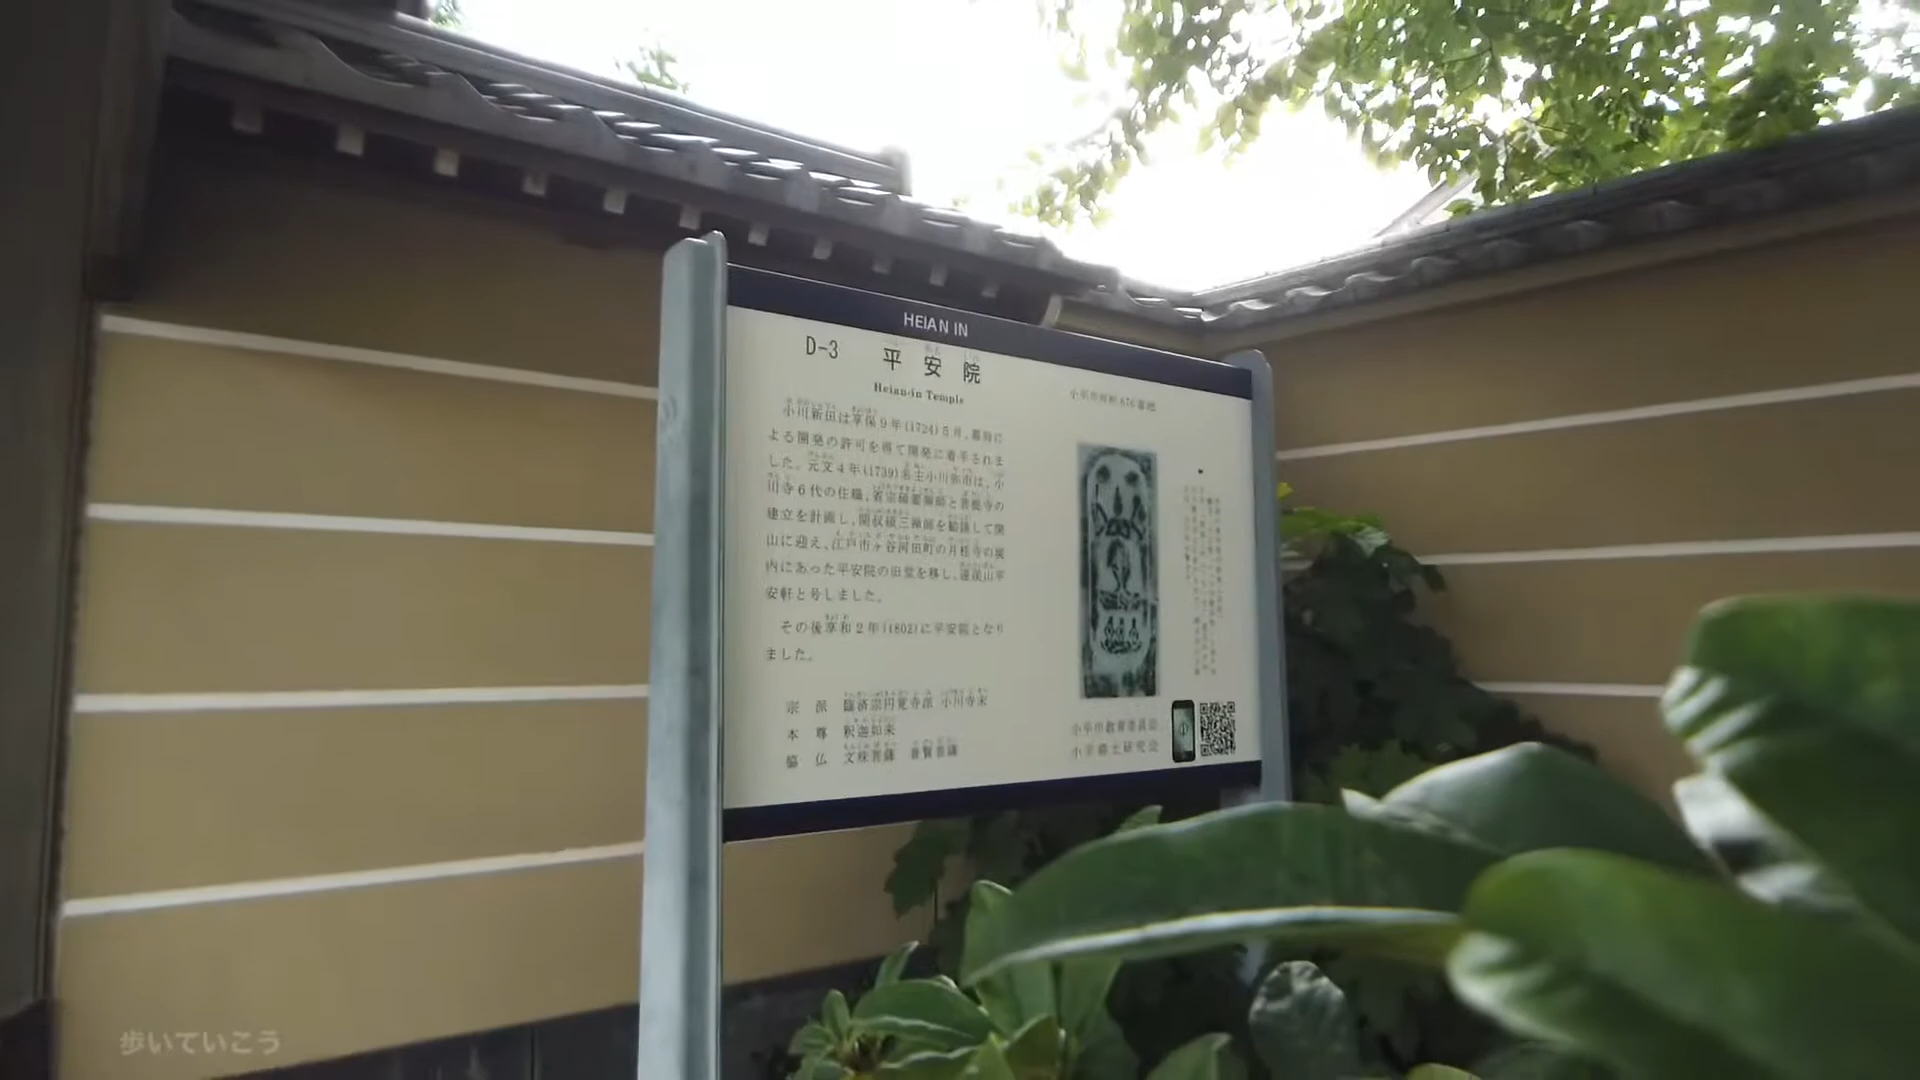 HEIAN IN
D-3 平安院
Heian-in Temple
小川新田は享保9年(1724)5月、幕府に
よる開発の許可を得て開発に着手されま
した。元文4年(1739)名主小川弥市は、小
川寺6代の住職、省宗碩要禅師と菩提寺の
建立を計画し、関叔碩三禅師を勧請して開
山に迎え、江戸市ヶ谷河田町の月桂寺の境
内にあった平安院の旧堂を移し、蓮渓山平
安軒と号しました。
その後享和2年(1802)に平安院となり
ました。
宗派 臨済宗円覚寺派 小川寺末
本尊 釈迦如来
脇仏 文殊菩薩 普賢菩薩
小平市教育委員会
小平郷土研究会
歩いていこう